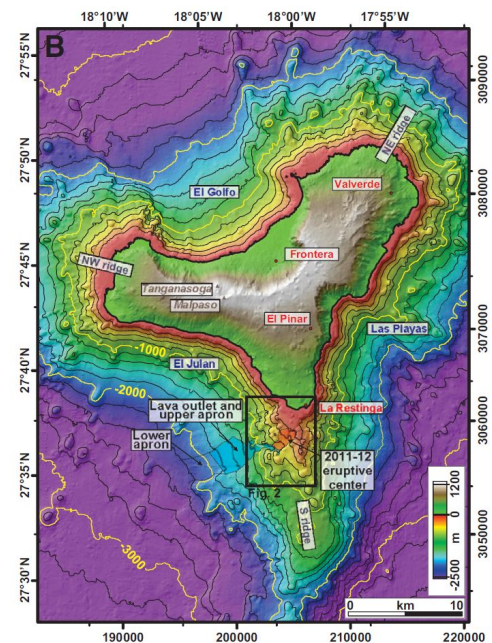 18°10'W
18°05'W
18°00'W
17°55'W
B
27°55'N
3090000
27°50'N
NE ridge
Valverde
El Golfo
3080000
Frontera
27°45'N
NW ridge
Tanganasoga
Malpaso
El Pinar
Las Playas
3070000
-1000
El Julan
27°40'N
-2000
Lava outlet and
upper apron
La Restinga
3060000
Lower
apron
2011-12
eruptive
center
27°35'N
Fig. 2
S ridge
1200
0
m
-2500
3050000
-3000
27°30'N
0 km 10
190000
200000
210000
2200000